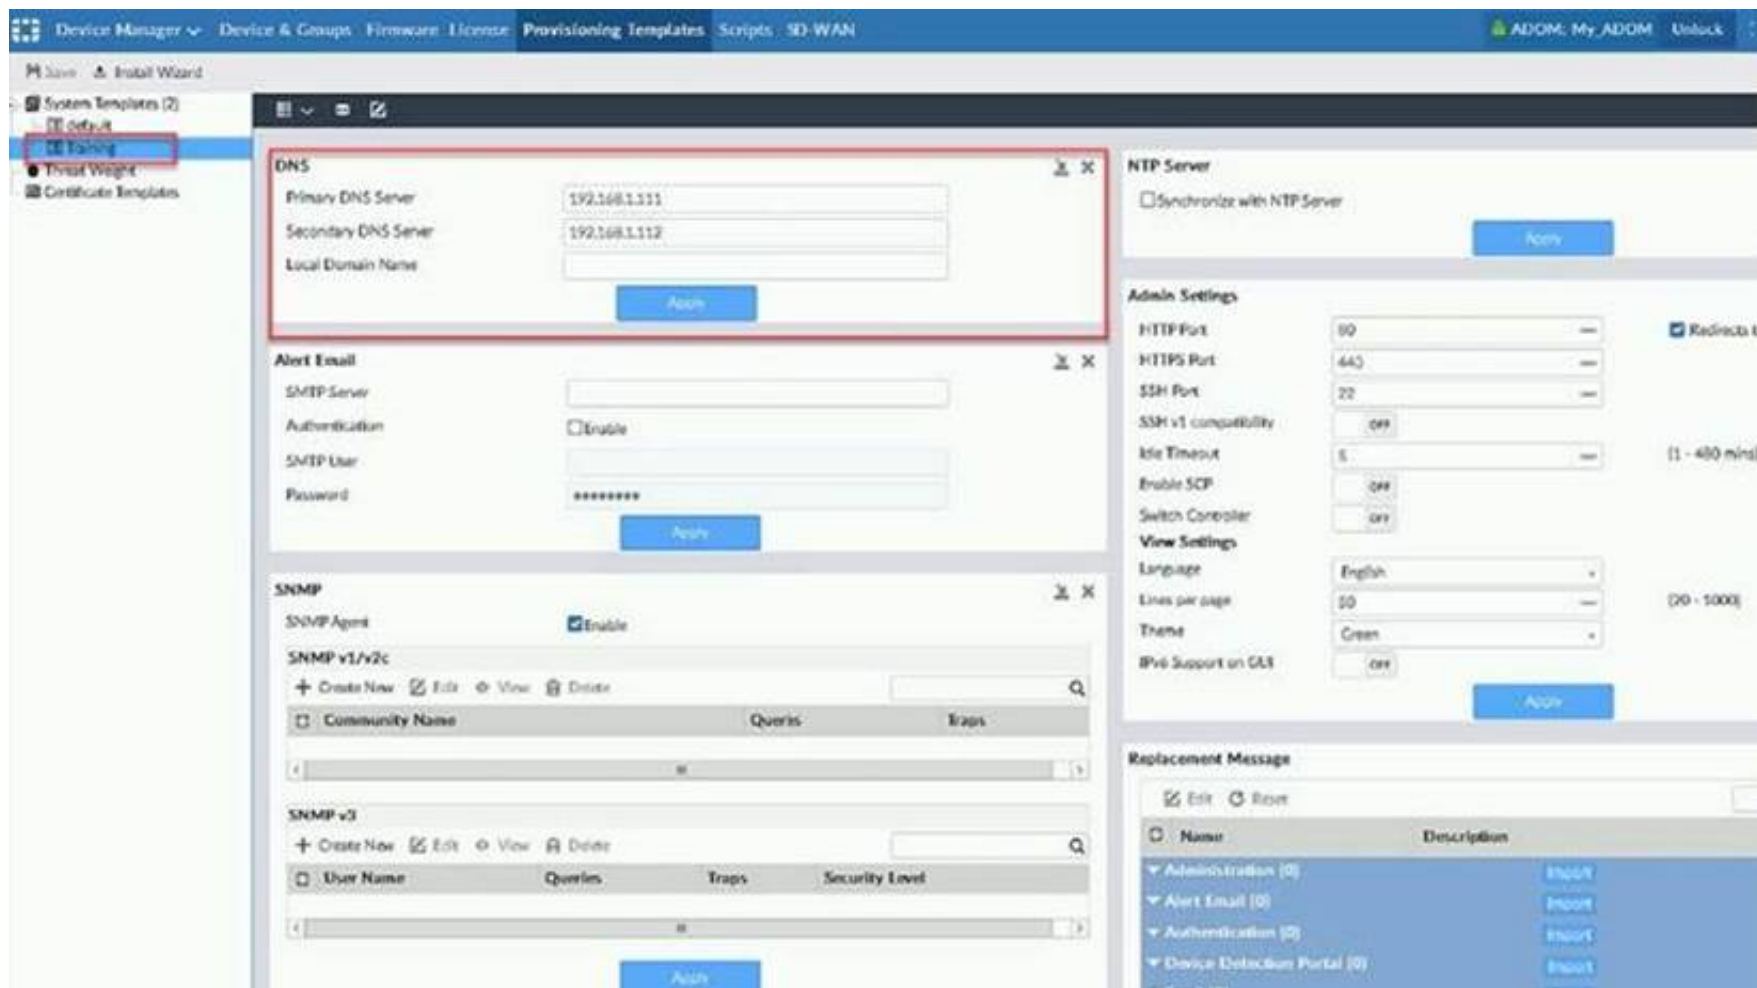 Device Manager Device & Groups Firmware License Provisioning Templates Scripts SD-WAN ADOM: My_ADOM Unlock
Save Install Wizard
System Templates (2)
default
Training
Threat Weight
Certificate Templates
DNS
Primary DNS Server 192.168.1.111
Secondary DNS Server 192.168.1.112
Local Domain Name
Apply
Alert Email
SMTP Server
Authentication Enable
SMTP User
Password ********
Apply
SNMP
SNMP Agent Enable
SNMP v1/v2c
Create New Edit View Delete
Community Name Queris Traps
SNMP v3
Create New Edit View Delete
User Name Queries Traps Security Level
Apply
NTP Server
Synchronize with NTP Server
Apply
Admin Settings
HTTP Port 80 Redirects t
HTTPS Port 443
SSH Port 22
SSH v1 compatibility OFF
Idle Timeout 5 (1 - 480 mins)
Enable SCP OFF
Switch Controller OFF
View Settings
Language English
Lines per page 50 (20 - 1000)
Theme Green
IPv6 Support on GUI OFF
Apply
Replacement Message
Edit Reset
Name Description
Administration (0) Import
Alert Email (0) Import
Authentication (0) Import
Device Detection Portal (0) Import